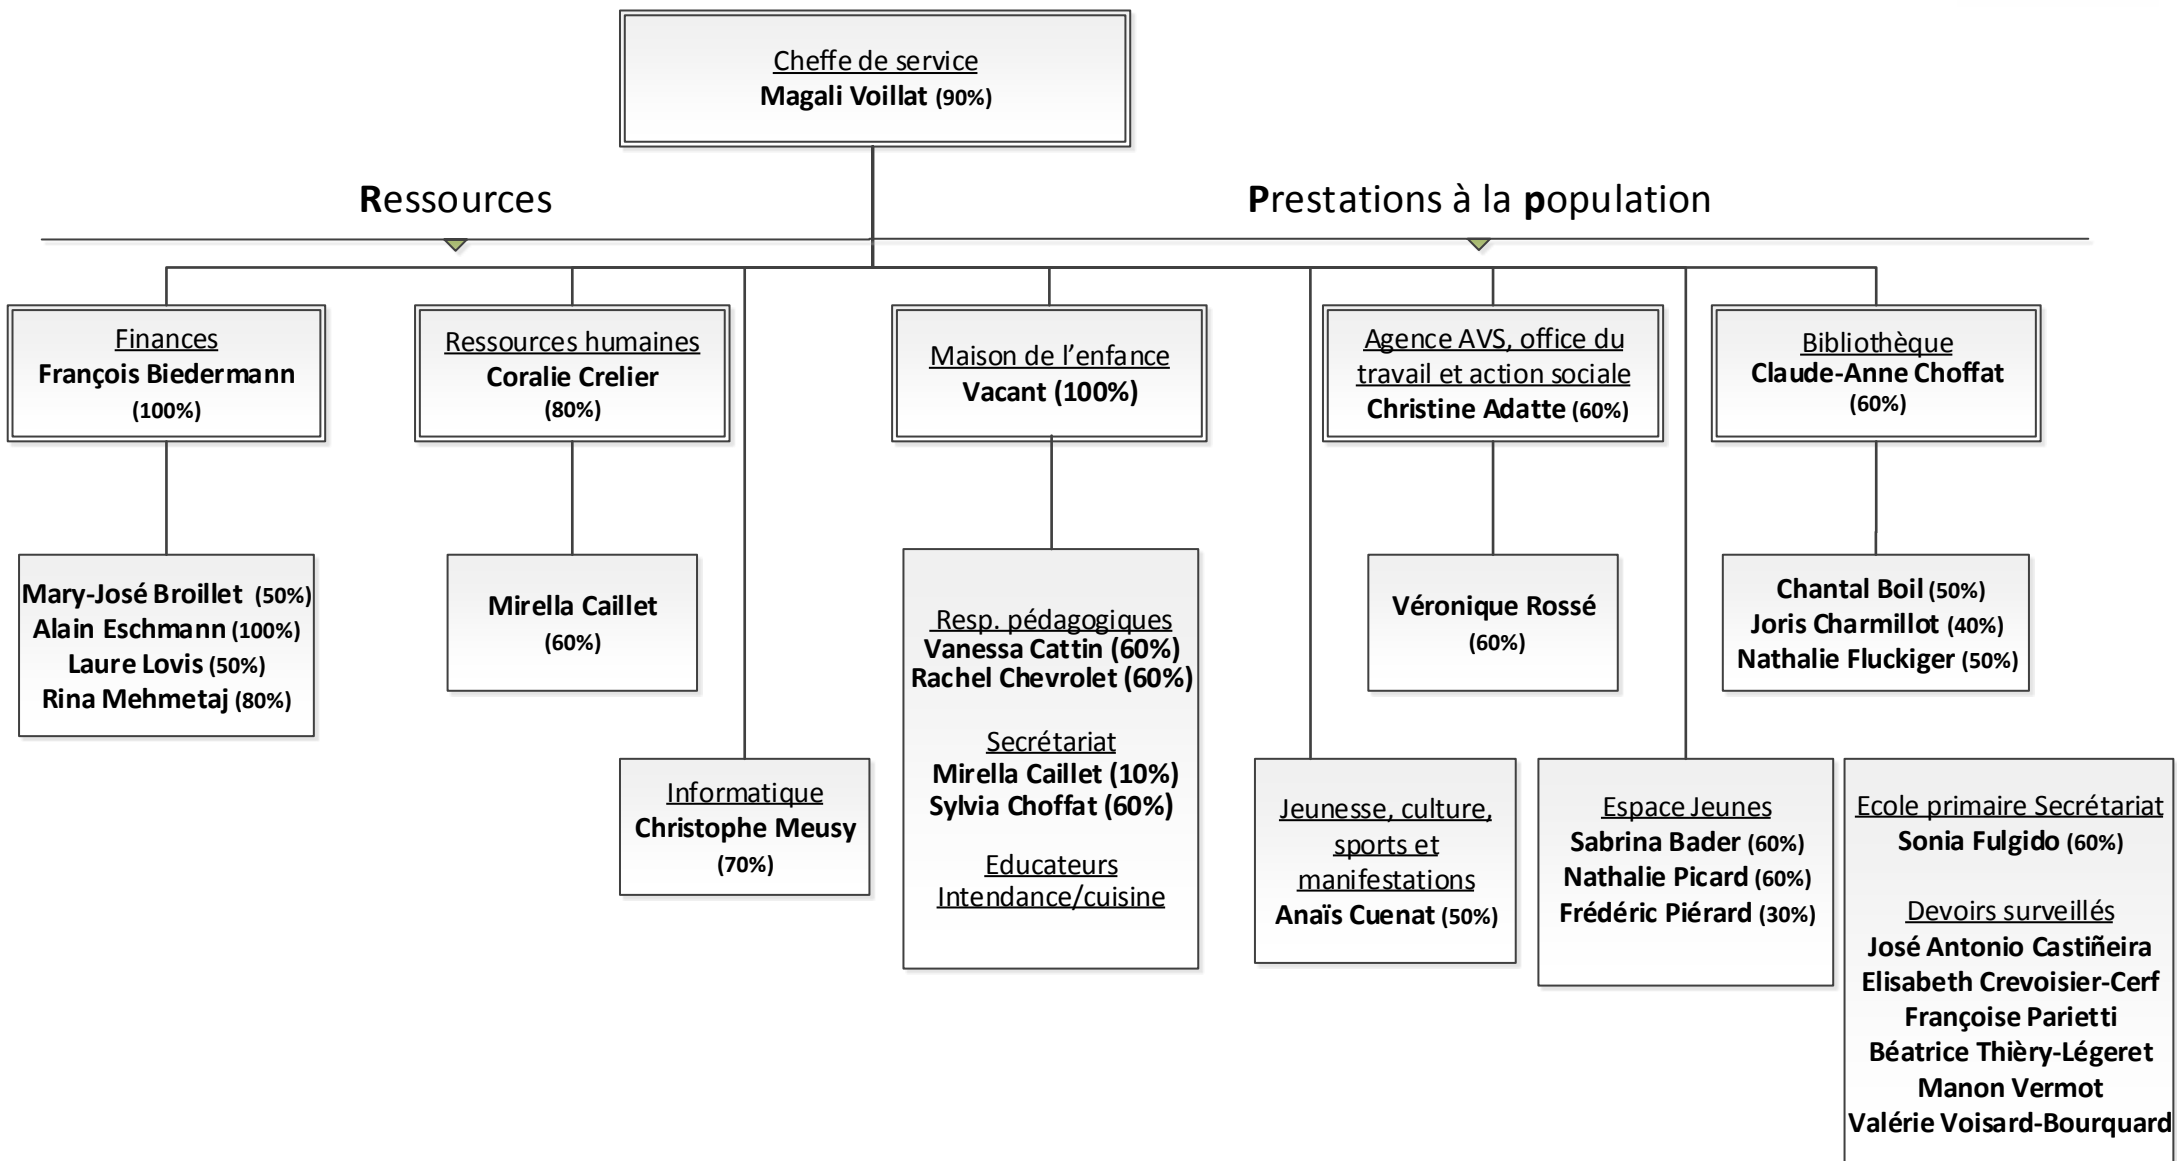 Cheffe de service
Magali Voillat (90%)
Ressources
Prestations à la population
Finances
François Biedermann
(100%)
Ressources humaines
Coralie Crelier
(80%)
Maison de l'enfance
Vacant (100%)
Agence AVS, office du
travail et action sociale
Christine Adatte (60%)
Bibliothèque
Claude-Anne Choffat
(60%)
Mary-José Broillet (50%)
Alain Eschmann (100%)
Laure Lovis (50%)
Rina Mehmetaj (80%)
Mirella Caillet
(60%)
Resp. pédagogiques
Vanessa Cattin (60%)
Rachel Chevrolet (60%)
Secrétariat
Mirella Caillet (10%)
Sylvia Choffat (60%)
Educateurs
Intendance/cuisine
Véronique Rossé
(60%)
Chantal Boil (50%)
Joris Charmillot (40%)
Nathalie Fluckiger (50%)
Informatique
Christophe Meusy
(70%)
Jeunesse, culture,
sports et
manifestations
Anaïs Cuenat (50%)
Espace Jeunes
Sabrina Bader (60%)
Nathalie Picard (60%)
Frédéric Piérard (30%)
Ecole primaire Secrétariat
Sonia Fulgido (60%)
Devoirs surveillés
José Antonio Castiñeira
Elisabeth Crevoisier-Cerf
Françoise Parietti
Béatrice Thièry-Légeret
Manon Vermot
Valérie Voisard-Bourquard